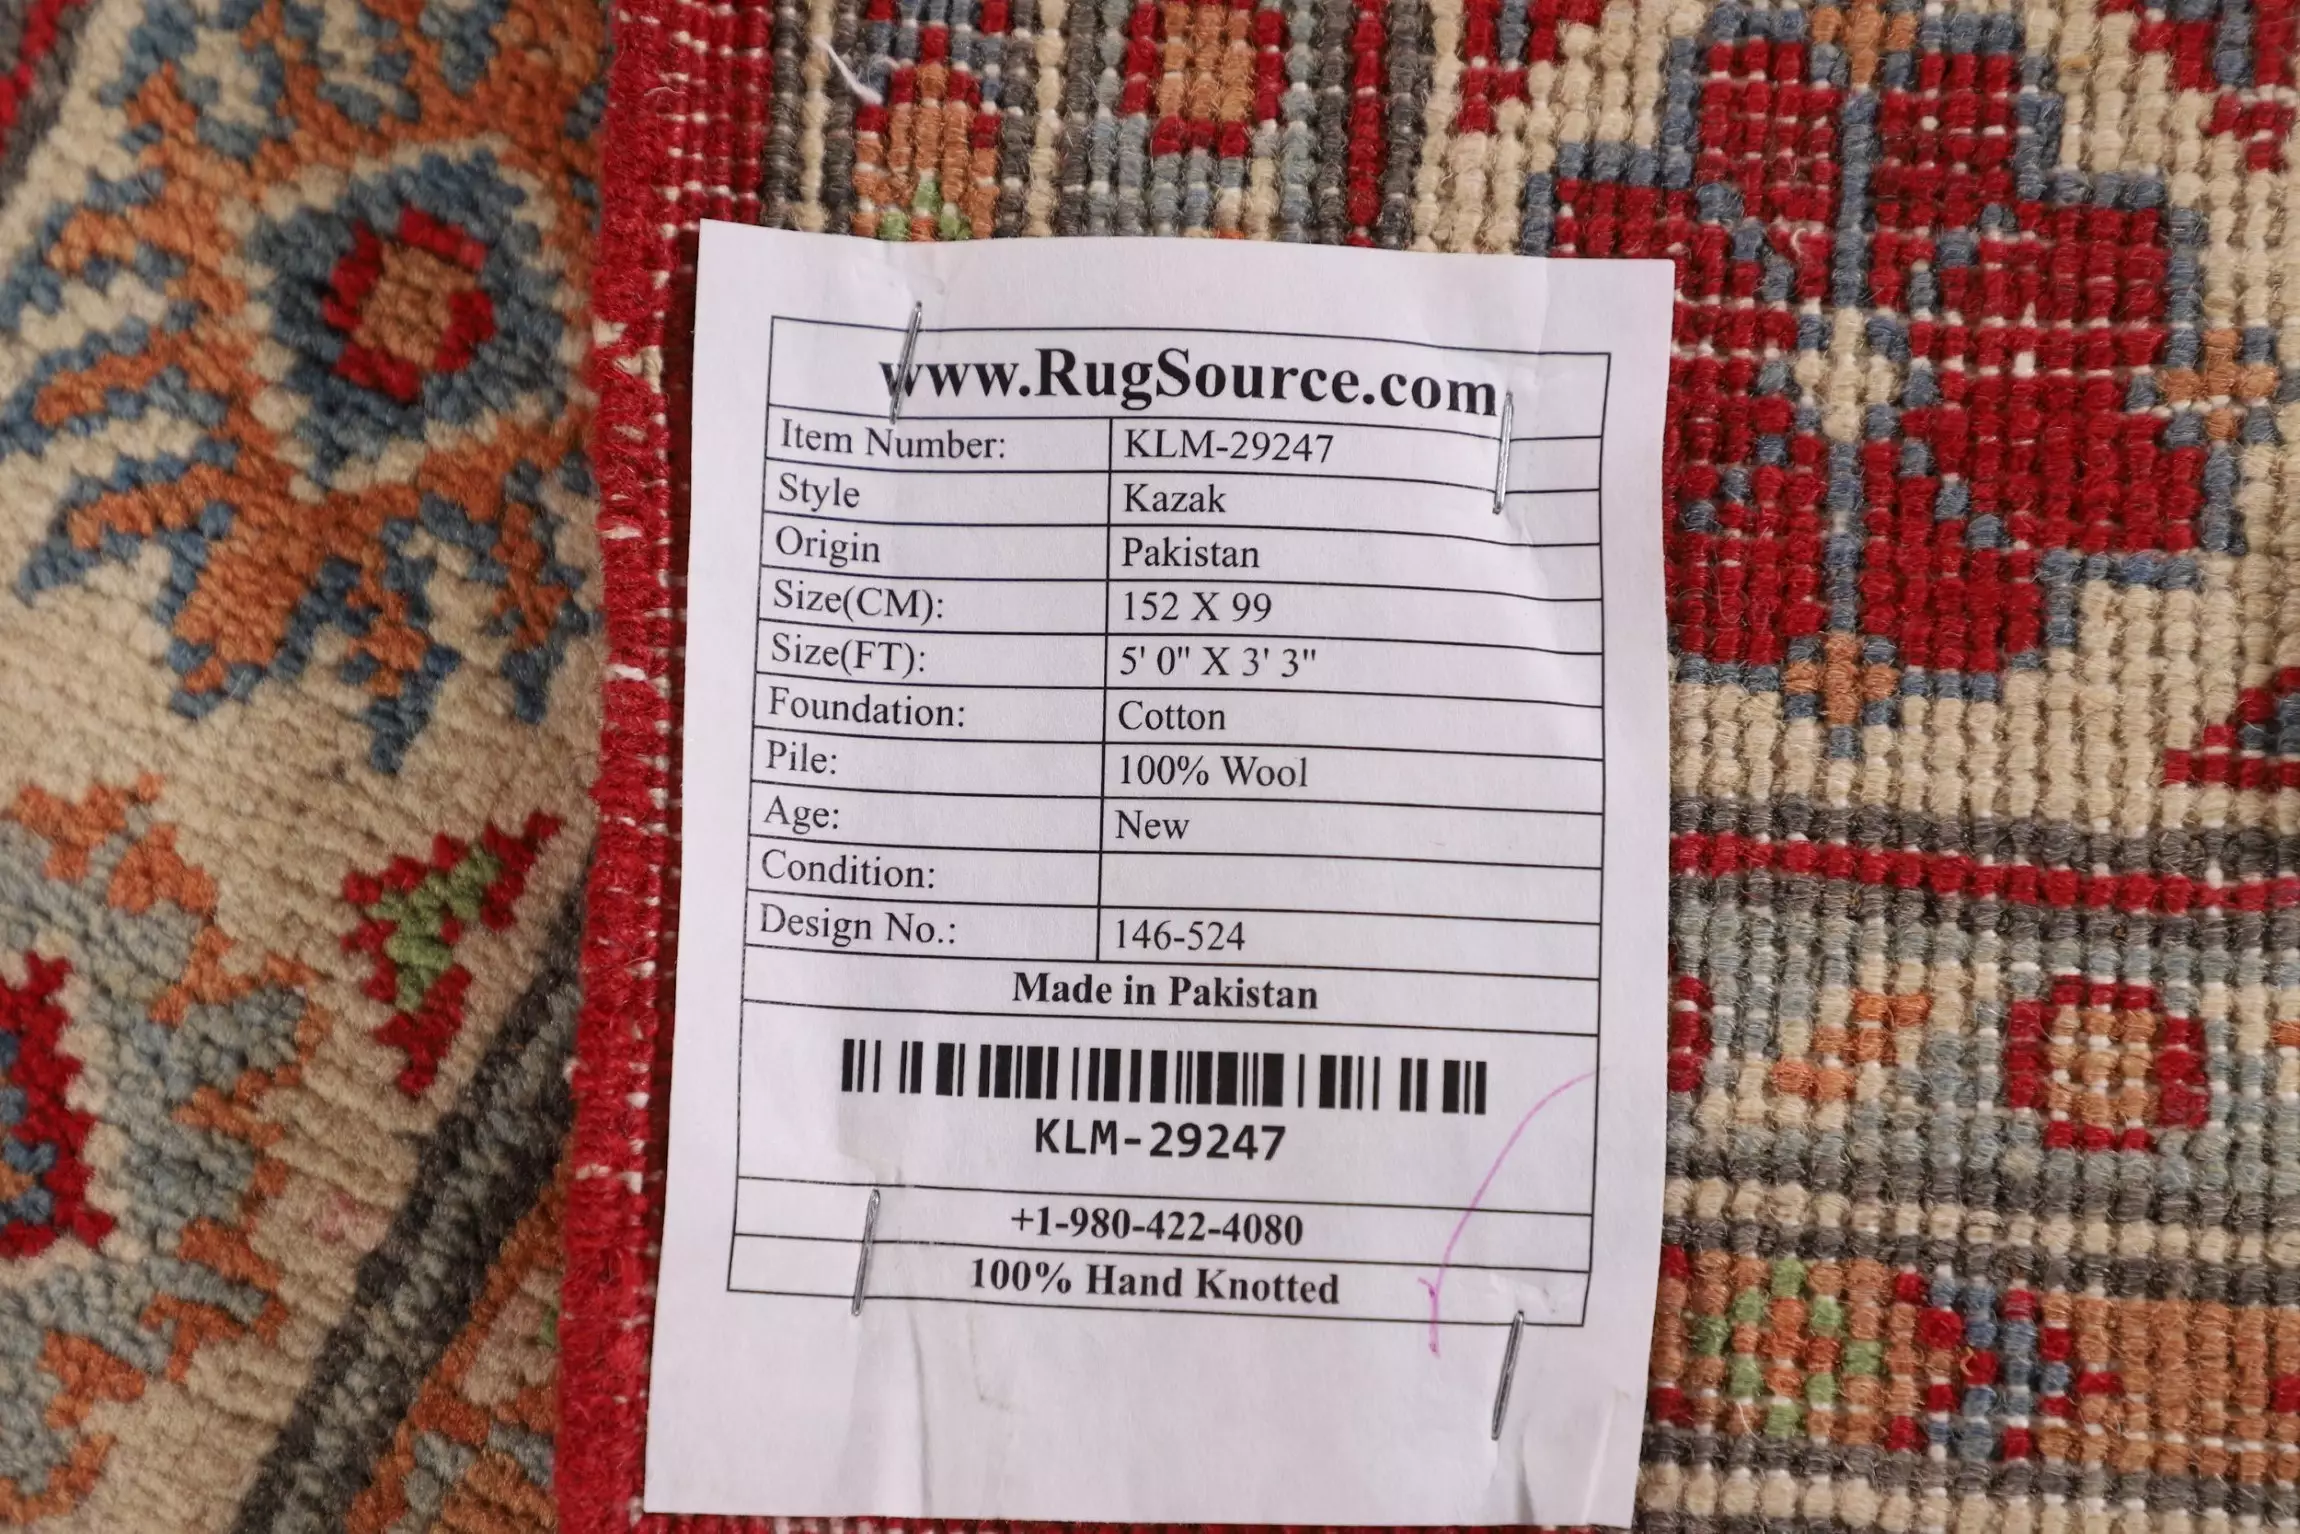 www.RugSource.com
Item Number: KLM-29247
Style Kazak
Origin Pakistan
Size(CM): 152 X 99
Size(FT): 5' 0" X 3' 3"
Foundation: Cotton
Pile: 100% Wool
Age: New
Condition:
Design No.: 146-524
Made in Pakistan
KLM-29247
+1-980-422-4080
100% Hand Knotted